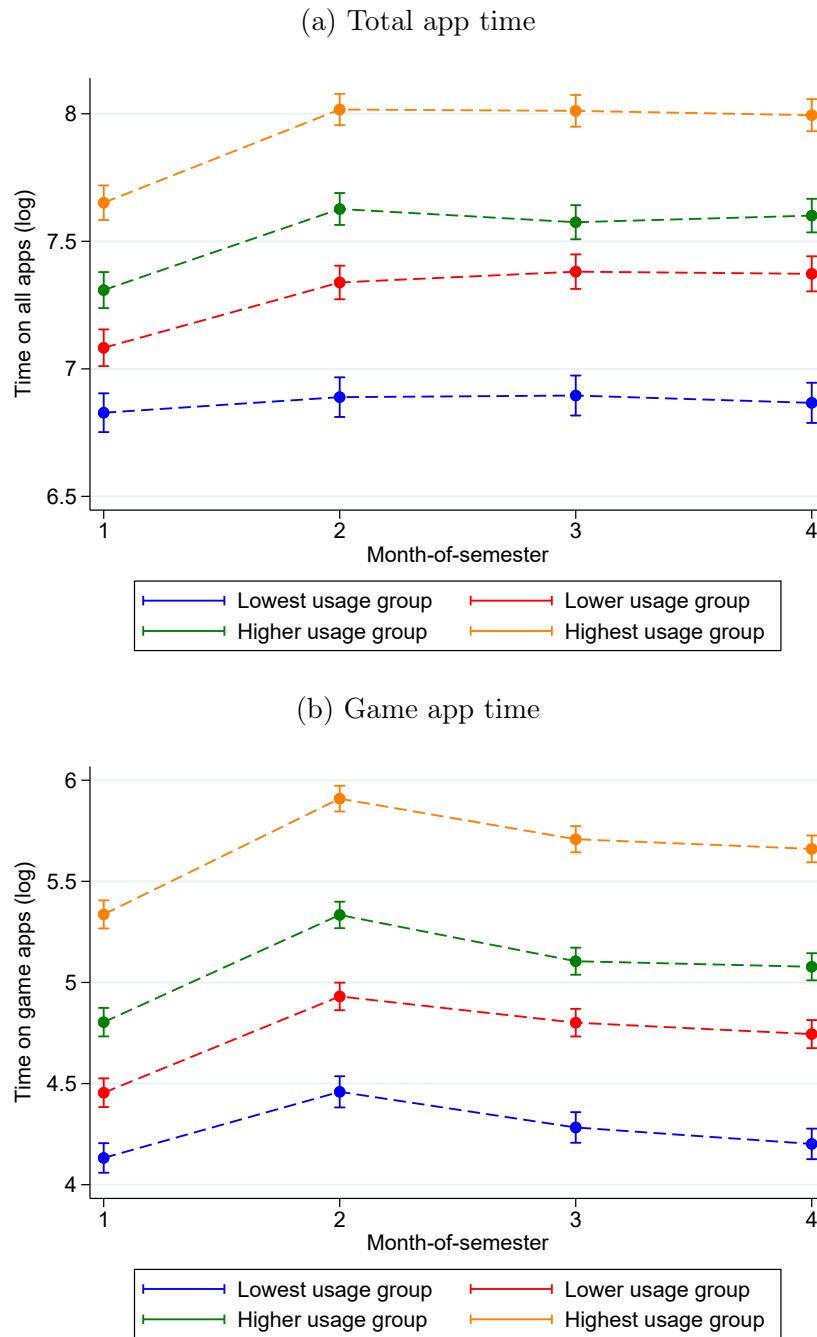 (a) Total app time
Time on all apps (log)
8
7.5
7
6.5
1 2 3 4
Month-of-semester
Lowest usage group Lower usage group
Higher usage group Highest usage group
(b) Game app time
Time on game apps (log)
6
5.5
5
4.5
4
1 2 3 4
Month-of-semester
Lowest usage group Lower usage group
Higher usage group Highest usage group